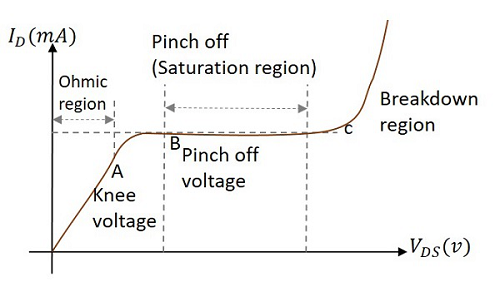 I_D(mA)
Pinch off
(Saturation region)
Ohmic
region
Breakdown
region
C
B
Pinch off
voltage
A
Knee
voltage
V_DS(v)